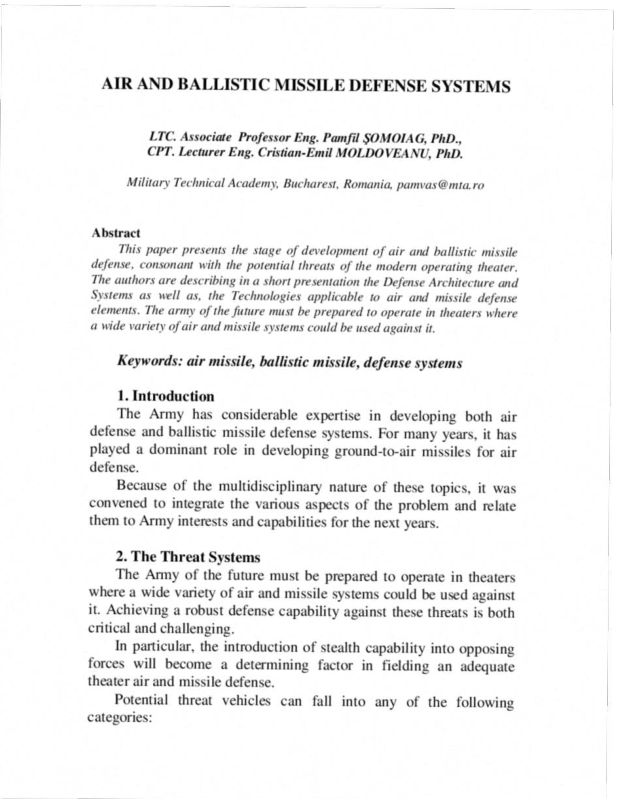 AIR AND BALLISTIC MISSILE DEFENSE SYSTEMS
LTC. Associate Professor Eng. Pamfil ŞOMOIAG, PhD.,
CPT. Lecturer Eng. Cristian-Emil MOLDOVEANU, PhD.
Military Technical Academy, Bucharest, Romania, pamvas@mta.ro
Abstract
This paper presents the stage of development of air and ballistic missile
defense, consonant with the potential threats of the modern operating theater.
The authors are describing in a short presentation the Defense Architecture and
Systems as well as, the Technologies applicable to air and missile defense
elements. The army of the future must be prepared to operate in theaters where
a wide variety of air and missile systems could be used against it.
Keywords: air missile, ballistic missile, defense systems
1. Introduction
The Army has considerable expertise in developing both air
defense and ballistic missile defense systems. For many years, it has
played a dominant role in developing ground-to-air missiles for air
defense.
Because of the multidisciplinary nature of these topics, it was
convened to integrate the various aspects of the problem and relate
them to Army interests and capabilities for the next years.
2. The Threat Systems
The Army of the future must be prepared to operate in theaters
where a wide variety of air and missile systems could be used against
it. Achieving a robust defense capability against these threats is both
critical and challenging.
In particular, the introduction of stealth capability into opposing
forces will become a determining factor in fielding an adequate
theater air and missile defense.
Potential threat vehicles can fall into any of the following
categories: